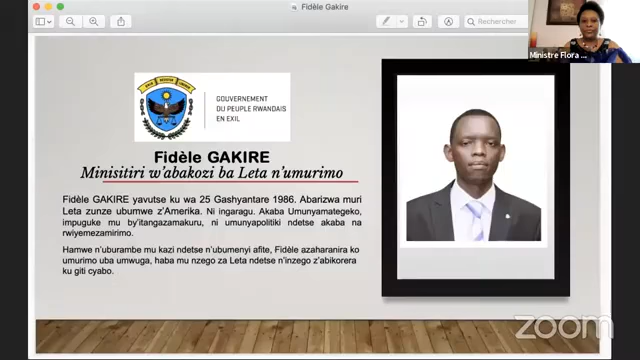 Fidèle Gakire
Rechercher
Ministre Flora ...
GOUVERNEMENT
DU PEUPLE RWANDAIS
EN EXIL
Fidèle GAKIRE
Minisitiri w'abakozi ba Leta n'umurimo
Fidèle GAKIRE yavutse ku wa 25 Gashyantare 1986. Abarizwa muri
Leta zunze ubumwe z'Amerika. Ni ingaragu. Akaba Umunyamategeko,
impuguke mu by'itangazamakuru, ni umunyapolitiki ndetse akaba na
rwiyemezamirimo.
Hamwe n'uburambe mu kazi ndetse n'ubumenyi afite, Fidèle azaharanira ko
umurimo uba umwuga, haba mu nzego za Leta ndetse n'inzego z'abikorera
ku giti cyabo.
zoom